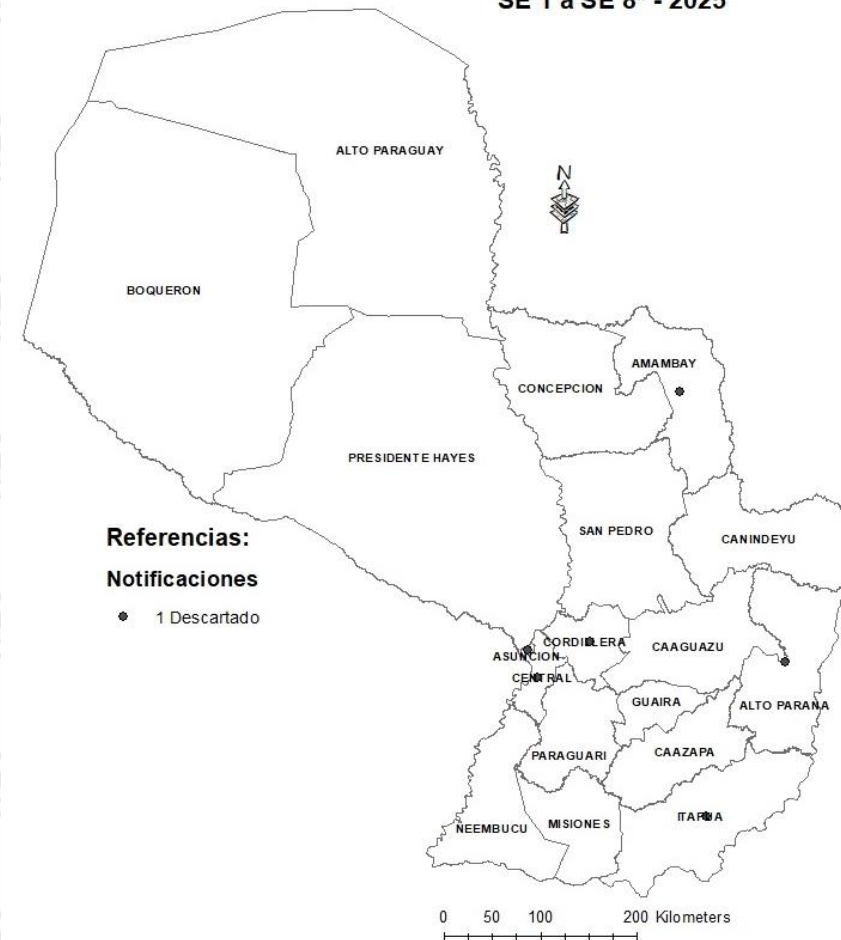 SE 1 a SE 8* - 2025
N
ALTO PARAGUAY
BOQUERON
AMAMBAY
CONCEPCION
PRESIDENTE HAYES
SAN PEDRO
CANINDEYU
Referencias:
Notificaciones
1 Descartado
CORDILLERA
CAAGUAZU
ASUNCION
CENTRAL
GUAIRA
ALTO PARANA
PARAGUARI
CAAZAPA
ITAPUA
ÑEEMBUCU
MISIONES
0 50 100 200 Kilometers